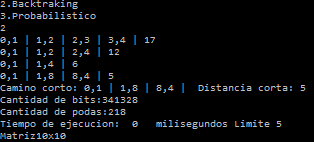 2.Backtraking
3.Probabilistico
2
0,1 | 1,2 | 2,3 | 3,4 | 17
0,1 | 1,2 | 2,4 | 12
0,1 | 1,4 | 6
0,1 | 1,8 | 8,4 | 5
Camino corto: 0,1 | 1,8 | 8,4 |  Distancia corta: 5
Cantidad de bits:341328
Cantidad de podas:218
Tiempo de ejecucion:  0   milisegundos Limite 5
Matriz10x10